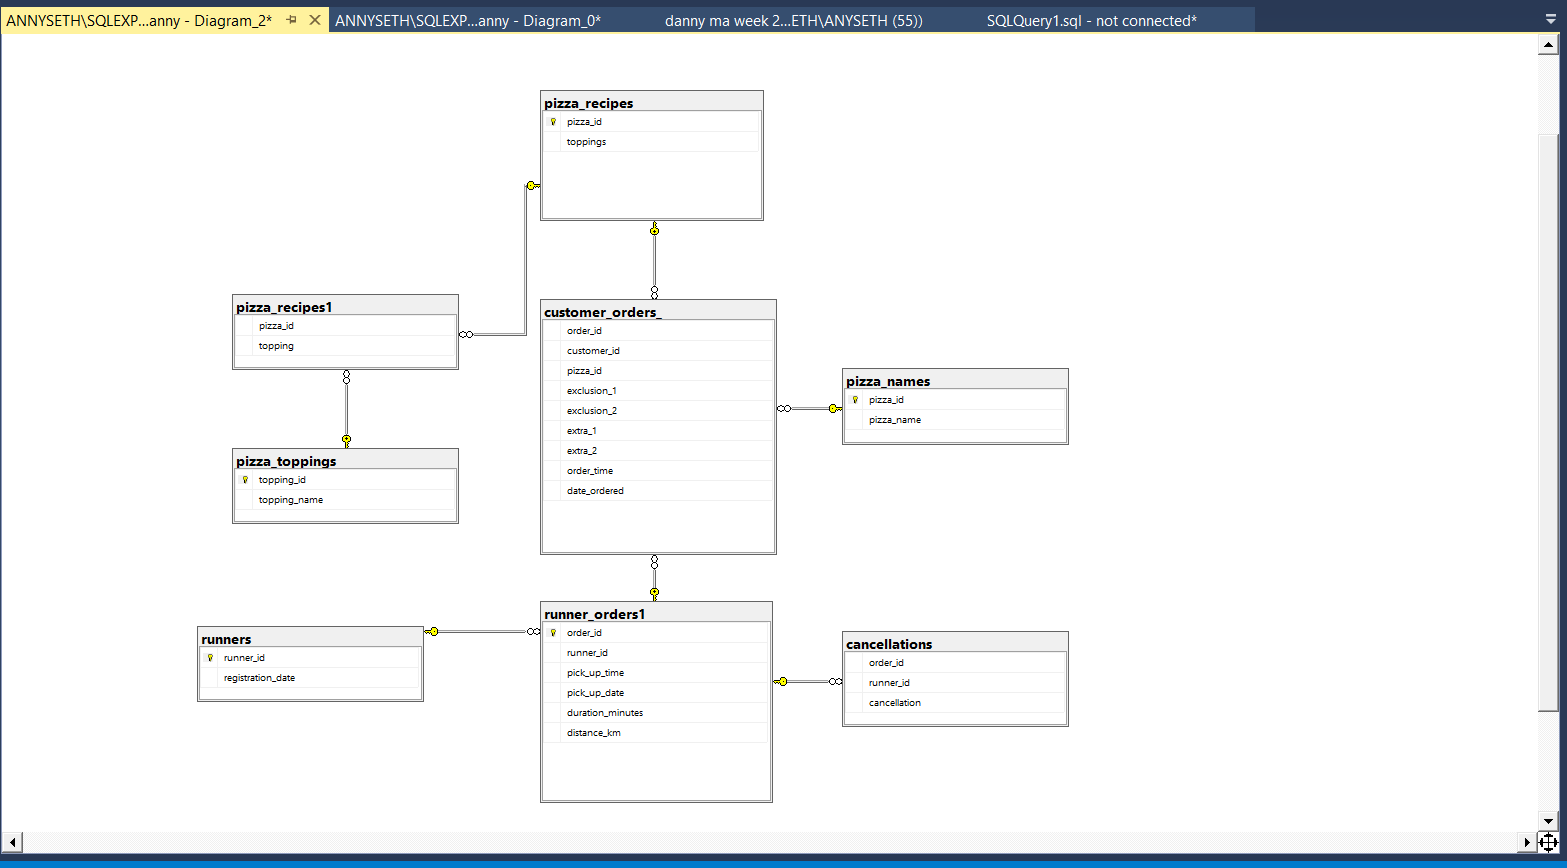 ANNYSETH\SQLEXP...anny - Diagram_2*
ANNYSETH\SQLEXP...anny - Diagram_0*
danny ma week 2...ETH\ANYSETH (55))
SQLQuery1.sql - not connected*
pizza_recipes
pizza_id
toppings
pizza_recipes1
pizza_id
topping
customer_orders_
order_id
customer_id
pizza_id
exclusion_1
exclusion_2
extra_1
extra_2
order_time
date_ordered
pizza_names
pizza_id
pizza_name
pizza_toppings
topping_id
topping_name
runners
runner_id
registration_date
runner_orders1
order_id
runner_id
pick_up_time
pick_up_date
duration_minutes
distance_km
cancellations
order_id
runner_id
cancellation